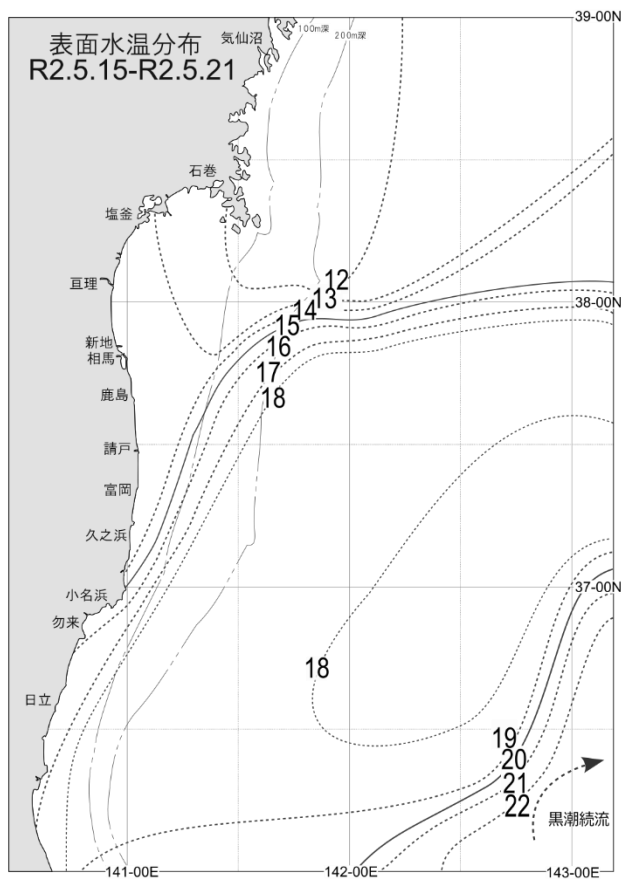 表面水温分布
R2.5.15-R2.5.21
気仙沼
100m深
200m深
39-00N
石巻
塩釜
亘理
12
13
14
15
16
17
18
38-00N
新地
相馬
鹿島
請戸
富岡
久之浜
小名浜
勿来
37-00N
日立
18
19
20
21
22
黒潮続流
141-00E
142-00E
143-00E